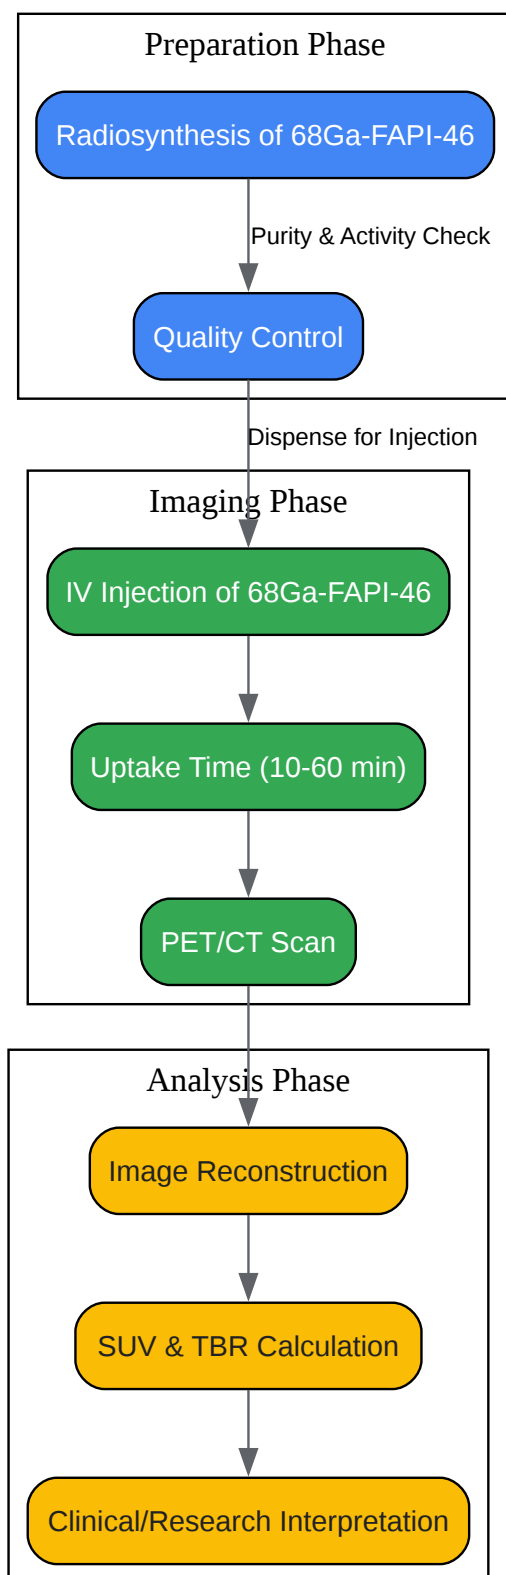 Preparation Phase
Radiosynthesis of 68Ga-FAPI-46
Purity & Activity Check
Quality Control
Dispense for Injection
Imaging Phase
IV Injection of 68Ga-FAPI-46
Uptake Time (10-60 min)
PET/CT Scan
Analysis Phase
Image Reconstruction
SUV & TBR Calculation
Clinical/Research Interpretation